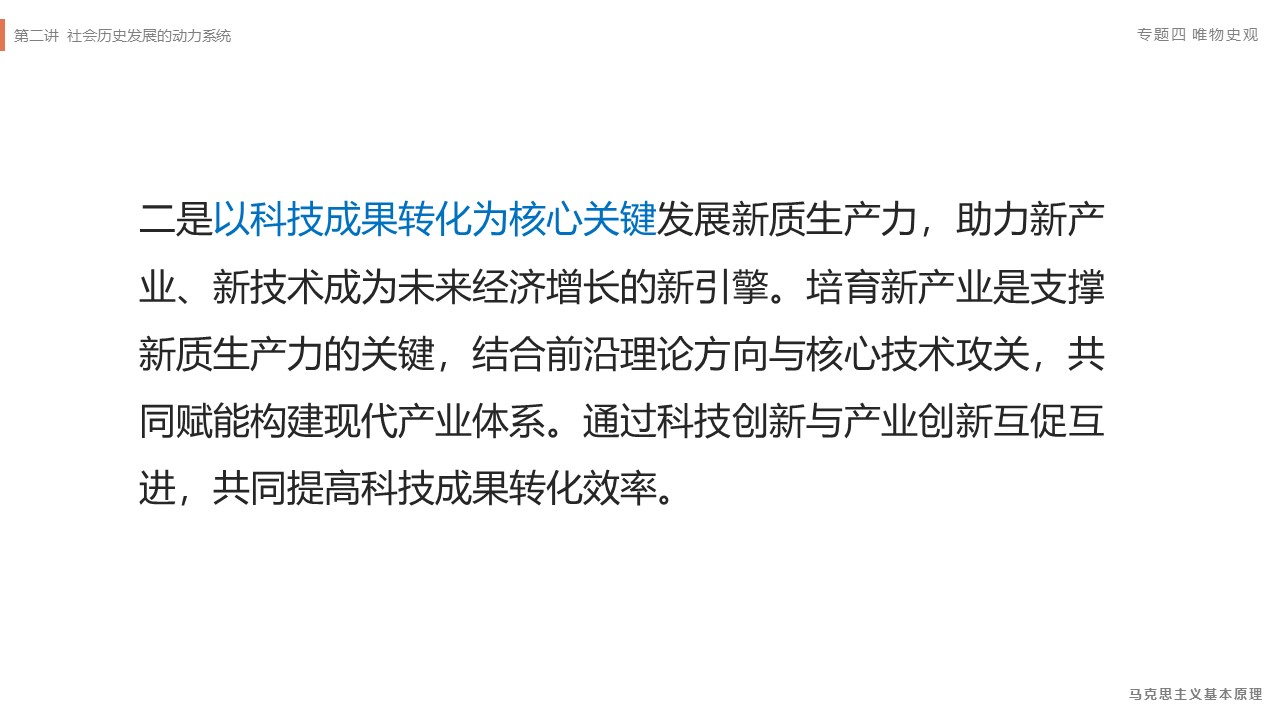 第二讲 社会历史发展的动力系统
专题四 唯物史观
二是以科技成果转化为核心关键发展新质生产力，助力新产
业、新技术成为未来经济增长的新引擎。培育新产业是支撑
新质生产力的关键，结合前沿理论方向与核心技术攻关，共
同赋能构建现代产业体系。通过科技创新与产业创新互促互
进，共同提高科技成果转化效率。
马克思主义基本原理